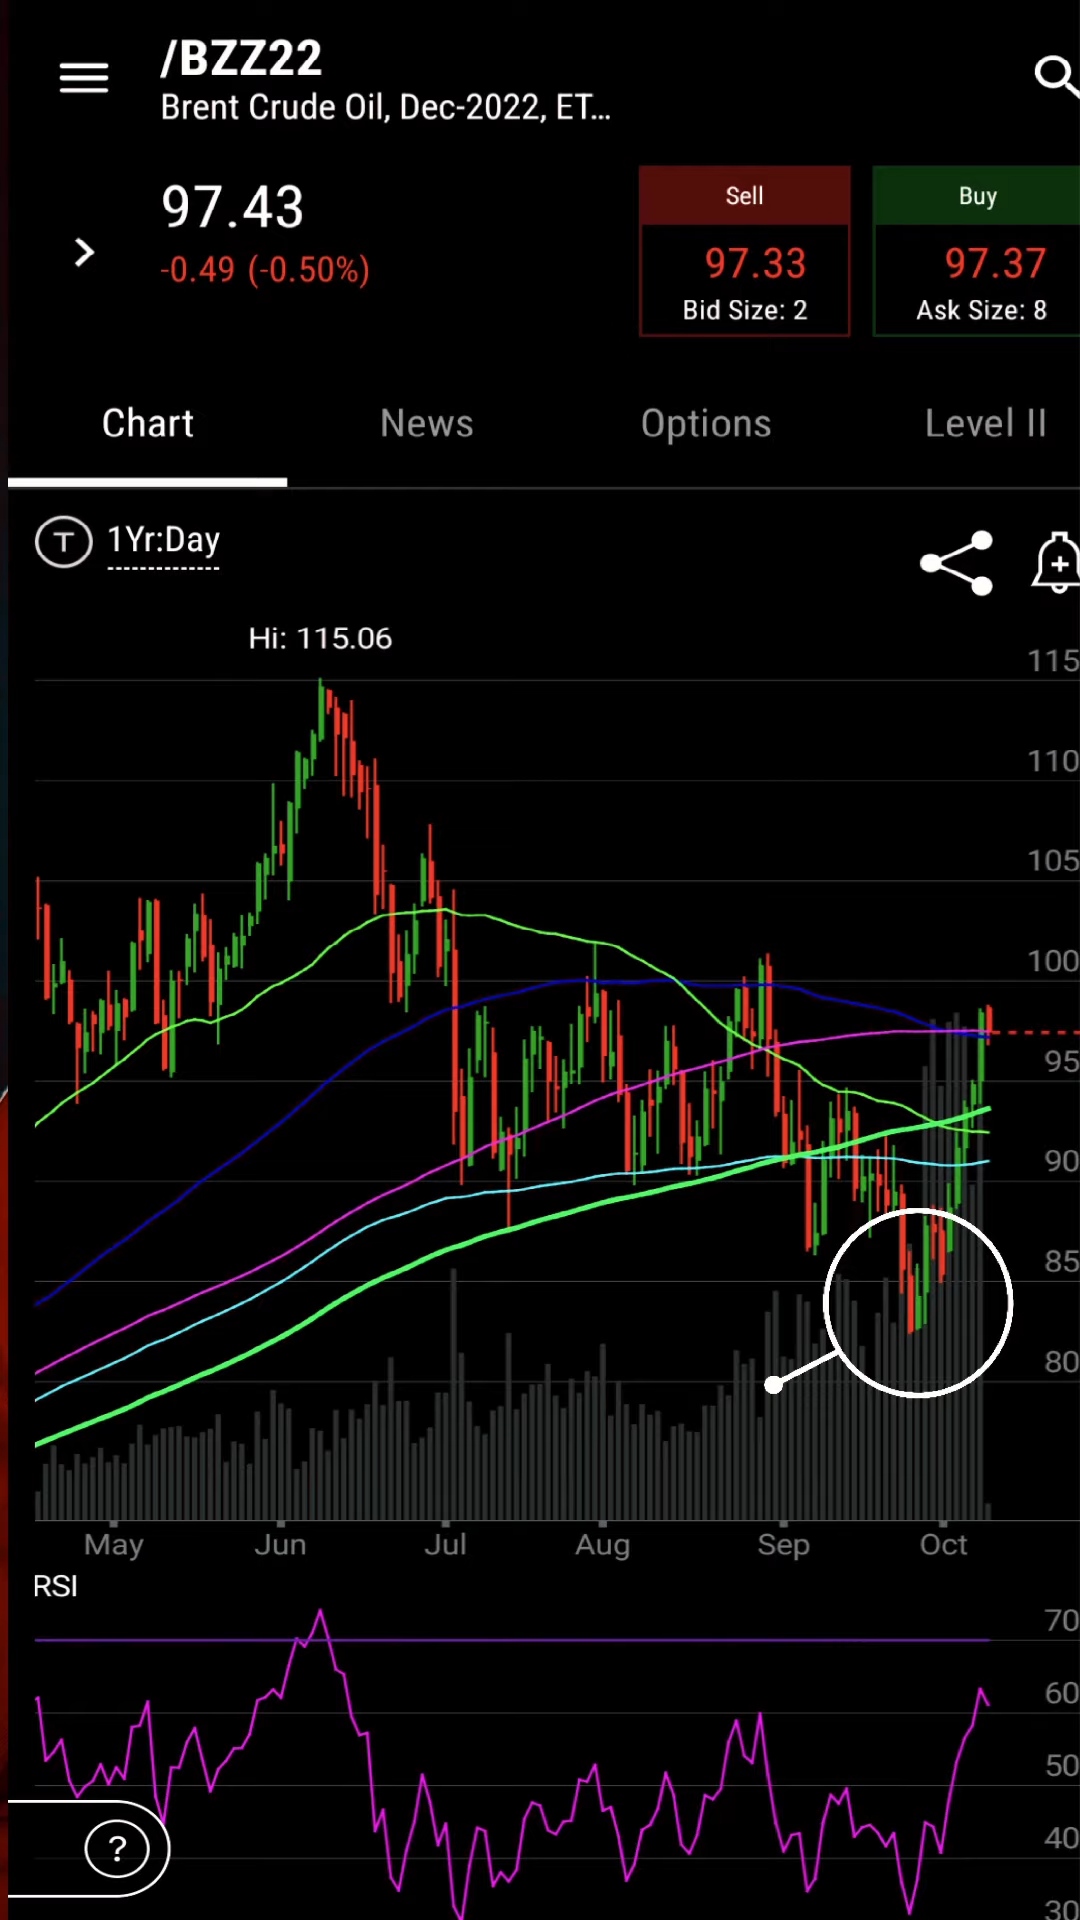 /BZZ22
Brent Crude Oil, Dec-2022, ET...
97.43
-0.49 (-0.50%)
Sell
97.33
Bid Size: 2
Buy
97.37
Ask Size: 8
Chart
News
Options
Level II
T
1Yr:Day
Hi: 115.06
115
110
105
100
95
90
85
80
May
Jun
Jul
Aug
Sep
Oct
RSI
70
60
50
40
30
?